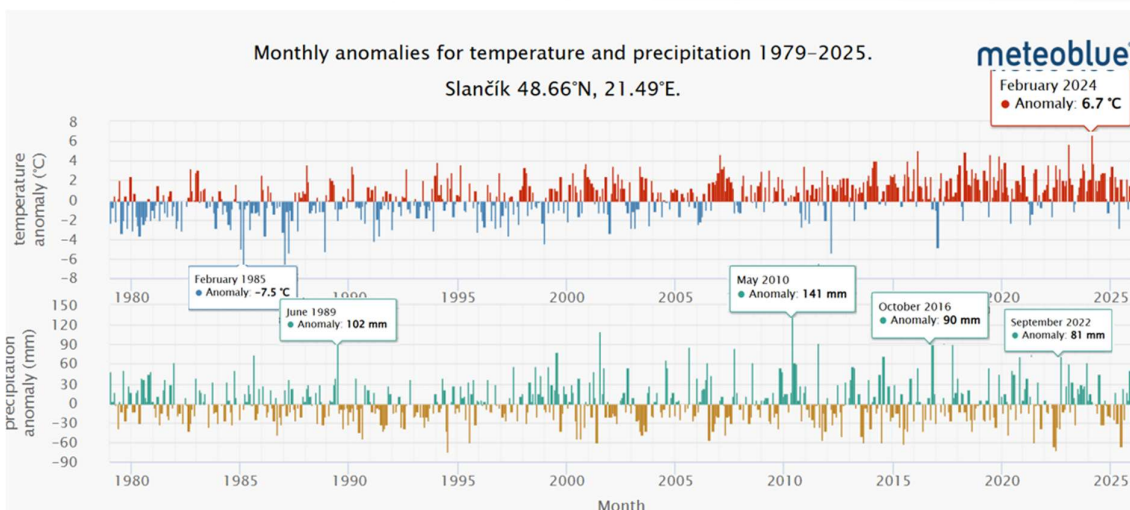 Monthly anomalies for temperature and precipitation 1979–2025.
meteoblue®
Slančík 48.66°N, 21.49°E.
February 2024
● Anomaly: 6.7 °C
temperature
anomaly (°C)
8
6
4
2
0
−2
−4
−6
−8
1980
1990
1995
2000
2005
2020
2025
February 1985
● Anomaly: −7.5 °C
June 1989
● Anomaly: 102 mm
May 2010
● Anomaly: 141 mm
October 2016
● Anomaly: 90 mm
September 2022
● Anomaly: 81 mm
precipitation
anomaly (mm)
150
120
90
60
30
0
−30
−60
−90
1980
1985
1990
1995
2000
2005
2010
2015
2020
2025
Month